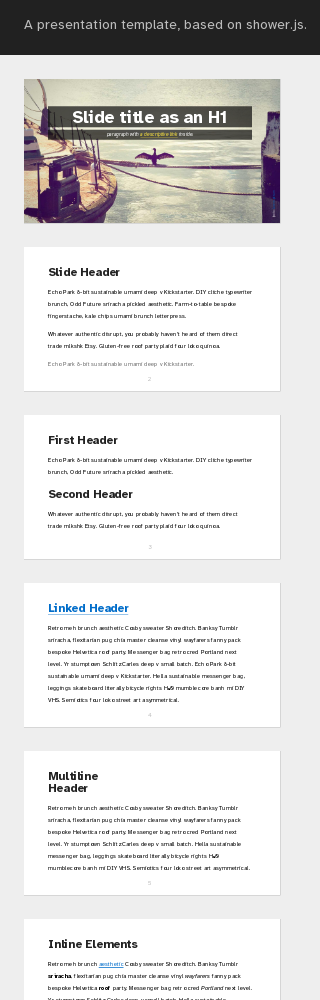 A presentation template, based on shower.js.
Slide title as an H1
paragraph with a descriptive link inside
1
Slide Header
Echo Park 8-bit sustainable umami deep v Kickstarter. DIY cliche typewriter
brunch. Odd Future sriracha pickled aesthetic. Farm-to-table bespoke
fingerstache, kale chips umami brunch letterpress.
Whatever authentic disrupt, you probably haven't heard of them direct
trade mlkshk Etsy. Gluten-free roof party plaid four loko quinoa.
Echo Park 8-bit sustainable umami deep v Kickstarter.
2
First Header
Echo Park 8-bit sustainable umami deep v Kickstarter. DIY cliche typewriter
brunch. Odd Future sriracha pickled aesthetic.
Second Header
Whatever authentic disrupt, you probably haven't heard of them direct
trade mlkshk Etsy. Gluten-free roof party plaid four loko quinoa.
3
Linked Header
Retro meh brunch aesthetic Cosby sweater Shoreditch. Banksy Tumblr
sriracha, flexitarian pug chia master cleanse vinyl wayfarers fanny pack
bespoke Helvetica roof party. Messenger bag retro cred Portland next
level. Yr stumptown Schlitz Carles deep v small batch. Echo Park 8-bit
sustainable umami deep v Kickstarter. Hella sustainable messenger bag,
leggings skateboard literally bicycle rights H&M mumblecore banh mi DIY
VHS. Semiotics four loko street art asymmetrical.
4
Multiline
Header
Retro meh brunch aesthetic Cosby sweater Shoreditch. Banksy Tumblr
sriracha, flexitarian pug chia master cleanse vinyl wayfarers fanny pack
bespoke Helvetica roof party. Messenger bag retro cred Portland next
level. Yr stumptown Schlitz Carles deep v small batch. Hella sustainable
messenger bag, leggings skateboard literally bicycle rights H&M
mumblecore banh mi DIY VHS. Semiotics four loko street art asymmetrical.
5
Inline Elements
Retro meh brunch aesthetic Cosby sweater Shoreditch. Banksy Tumblr
sriracha, flexitarian pug chia master cleanse vinyl wayfarers fanny pack
bespoke Helvetica roof party. Messenger bag retro cred Portland next